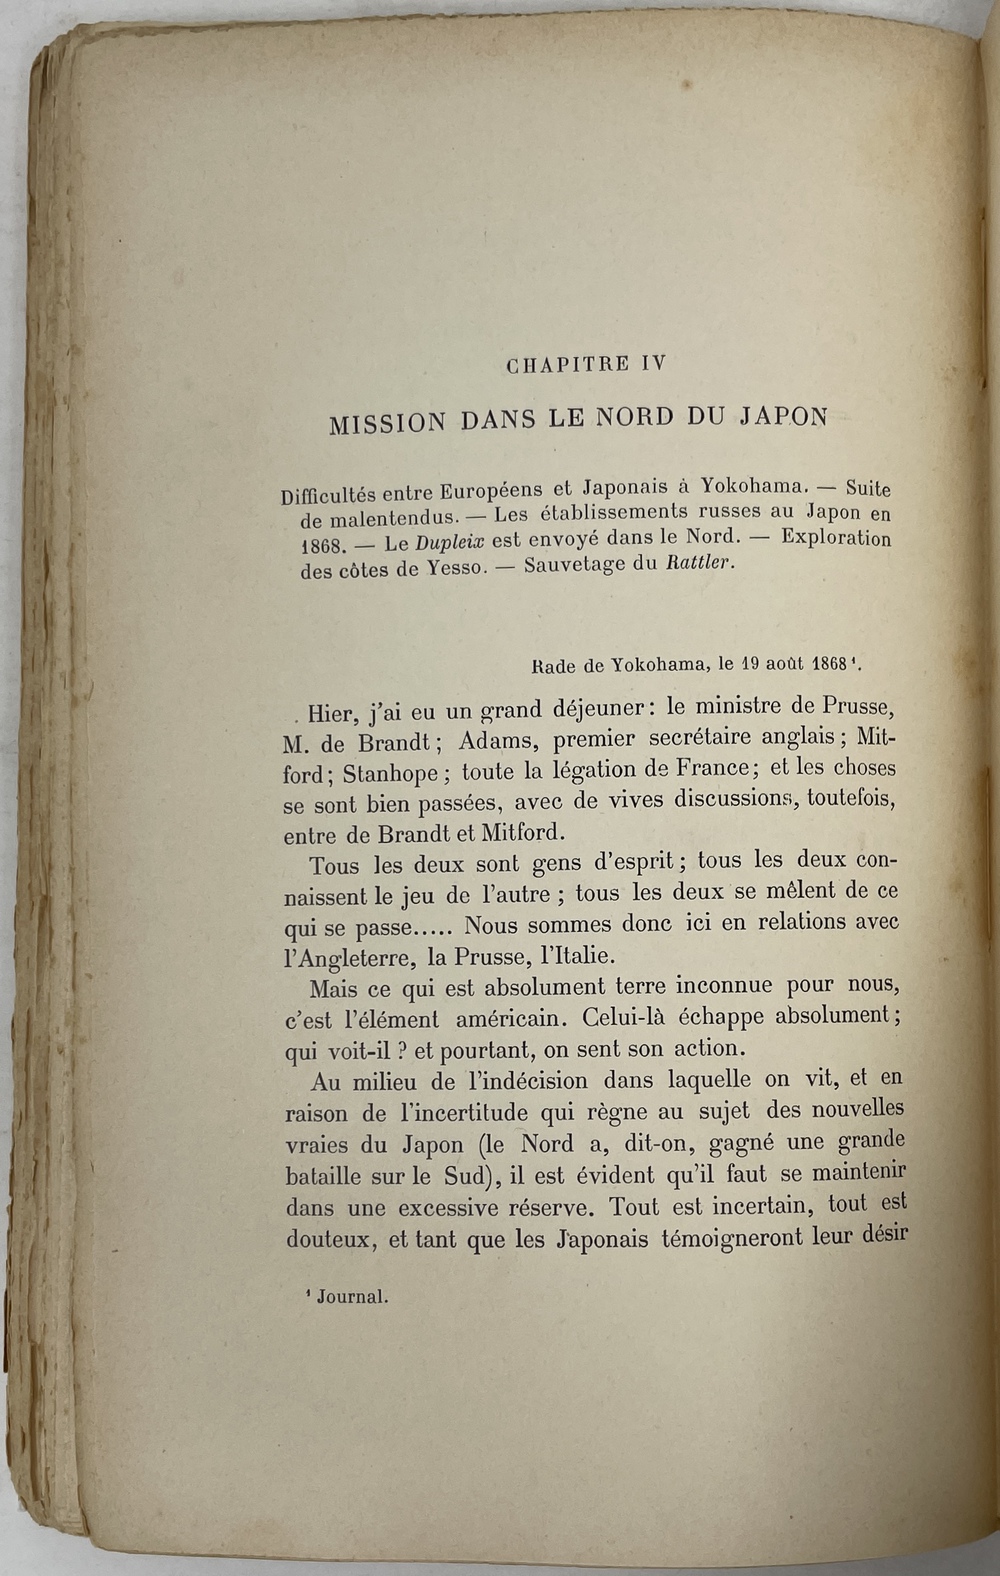 CHAPITRE IV
MISSION DANS LE NORD DU JAPON
Difficultés entre Européens et Japonais à Yokohama. — Suite
de malentendus. — Les établissements russes au Japon en
1868. — Le Dupleix est envoyé dans le Nord. — Exploration
des côtes de Yesso. — Sauvetage du Rattler.
Rade de Yokohama, le 19 août 1868¹.
Hier, j'ai eu un grand déjeuner : le ministre de Prusse,
M. de Brandt ; Adams, premier secrétaire anglais ; Mit-
ford ; Stanhope ; toute la légation de France ; et les choses
se sont bien passées, avec de vives discussions, toutefois,
entre de Brandt et Mitford.
Tous les deux sont gens d'esprit ; tous les deux con-
naissent le jeu de l'autre ; tous les deux se mêlent de ce
qui se passe..... Nous sommes donc ici en relations avec
l'Angleterre, la Prusse, l'Italie.
Mais ce qui est absolument terre inconnue pour nous,
c'est l'élément américain. Celui-là échappe absolument ;
qui voit-il ? et pourtant, on sent son action.
Au milieu de l'indécision dans laquelle on vit, et en
raison de l'incertitude qui règne au sujet des nouvelles
vraies du Japon (le Nord a, dit-on, gagné une grande
bataille sur le Sud), il est évident qu'il faut se maintenir
dans une excessive réserve. Tout est incertain, tout est
douteux, et tant que les Japonais témoigneront leur désir
¹ Journal.